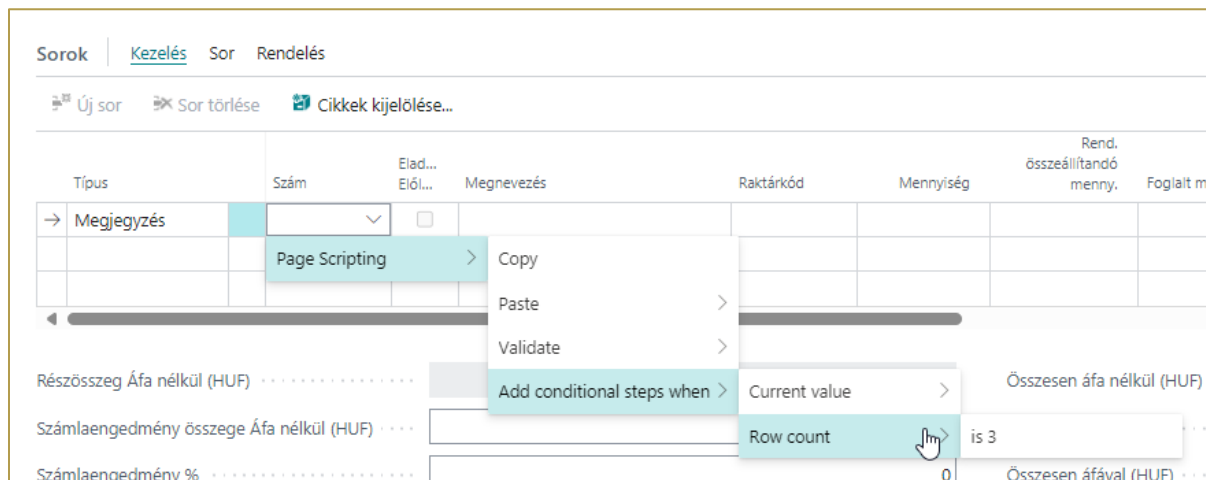 Sorok Kezelés Sor Rendelés
Új sor Sor törlése Cikkek kijelölése...
Típus Szám Elad... Elől... Megnevezés Raktárkód Mennyiség Rend. összeállítandó menny. Foglalt m
Megjegyzés
Page Scripting Copy
Paste
Validate
Részösszeg Áfa nélkül (HUF) Add conditional steps when Current value Összesen áfa nélkül (HUF)
Számlaengedmény összege Áfa nélkül (HUF) Row count is 3
Számlaengedmény % 0 Összesen áfával (HUF)